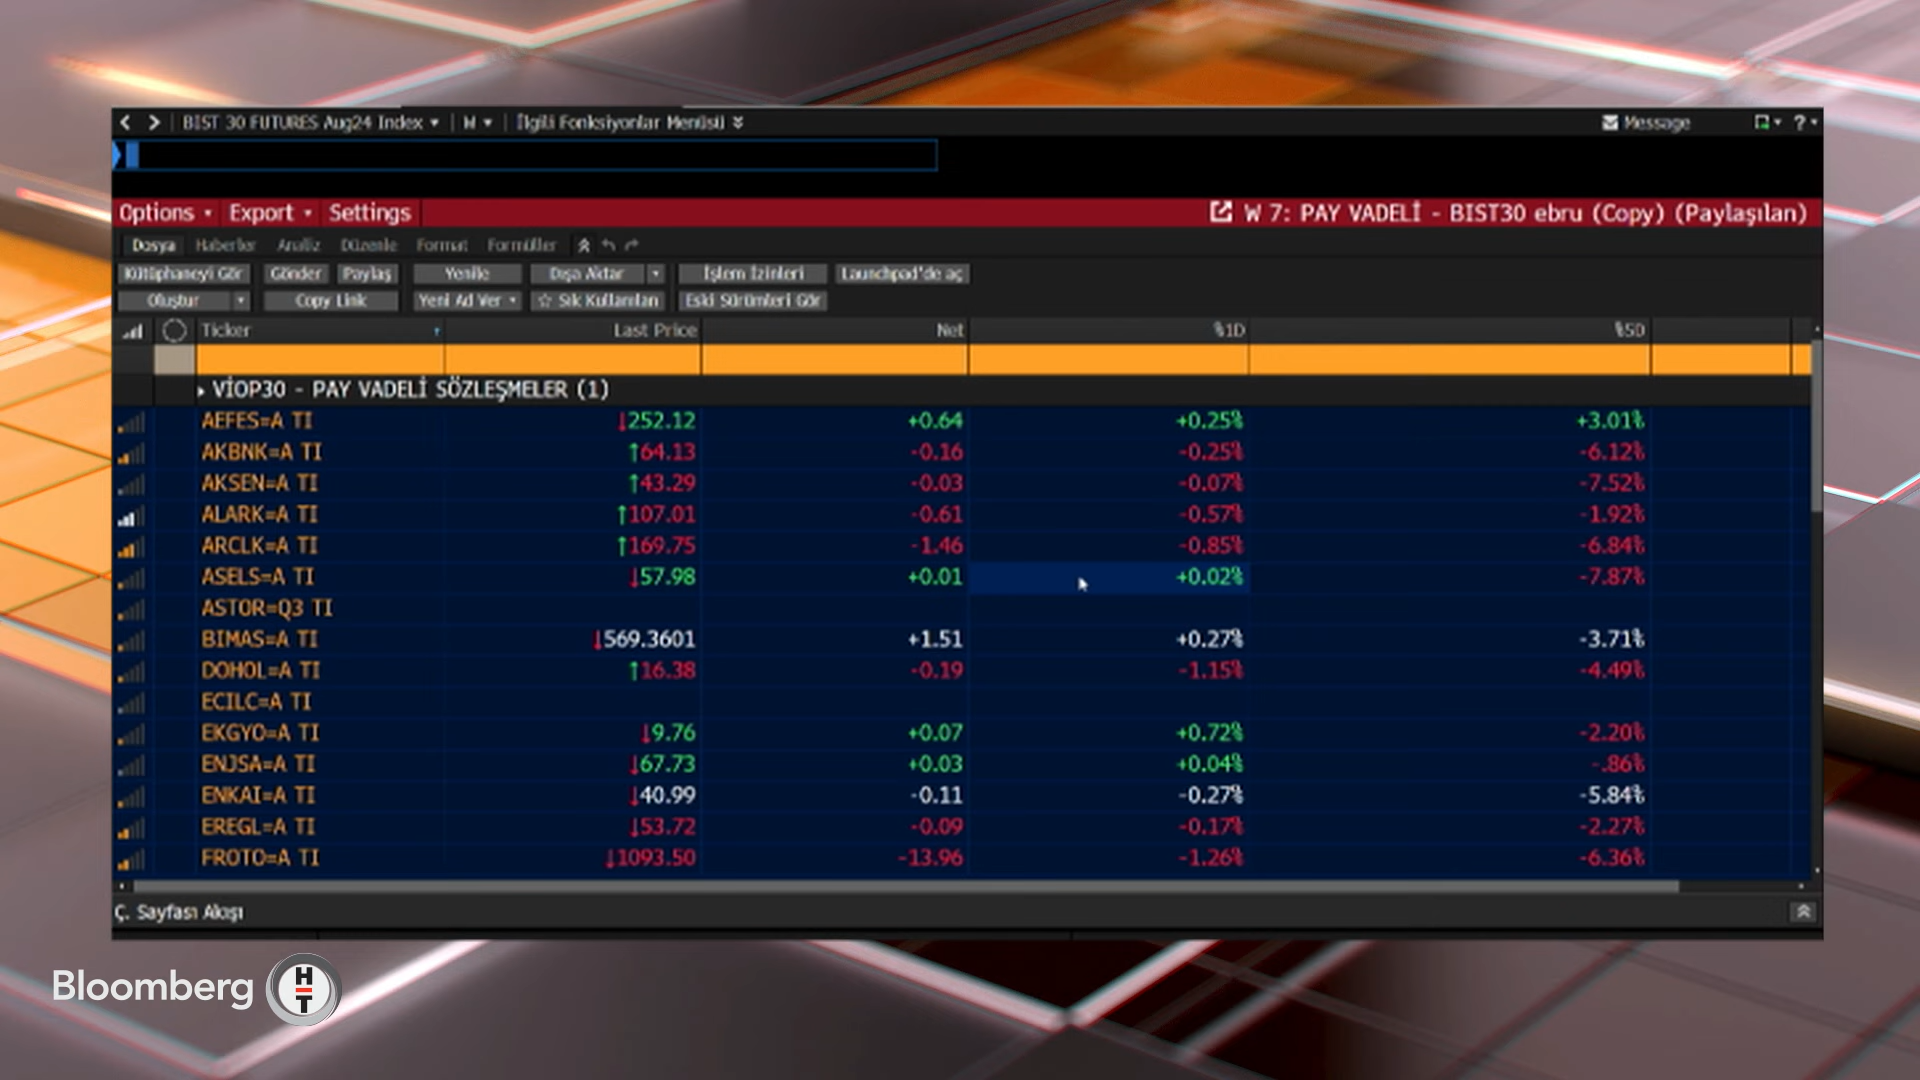 BIST 30 FUTURES Aug24 Index W İlgili Fonksiyonlar Menüsü Message ?
Options Export Settings W 7: PAY VADELİ - BIST30 ebru (Copy) (Paylaşılan)
Dosya Haberler Analiz Düzenle Format Formüller
Kütüphaneyi Gör Gönder Paylaş Yenile Dışa Aktar İşlem İzinleri Launchpad'de aç
Oluştur Copy Link Yeni Ad Ver Sık Kullanılan Eski Sürümleri Gör
Ticker Last Price Net %1D %5D
VİOP30 - PAY VADELİ SÖZLEŞMELER (1)
AEFES=A TI ↓252.12 +0.64 +0.25% +3.01%
AKBNK=A TI ↑64.13 -0.16 -0.25% -6.12%
AKSEN=A TI ↑43.29 -0.03 -0.07% -7.52%
ALARK=A TI ↑107.01 -0.61 -0.57% -1.92%
ARCLK=A TI ↑169.75 -1.46 -0.85% -6.84%
ASELS=A TI ↓57.98 +0.01 +0.02% -7.87%
ASTOR=Q3 TI
BIMAS=A TI ↓569.3601 +1.51 +0.27% -3.71%
DOHOL=A TI ↑16.38 -0.19 -1.15% -4.49%
ECILC=A TI
EKGYO=A TI ↓9.76 +0.07 +0.72% -2.20%
ENJSA=A TI ↓67.73 +0.03 +0.04% -.86%
ENKAI=A TI ↓40.99 -0.11 -0.27% -5.84%
EREGL=A TI ↓53.72 -0.09 -0.17% -2.27%
FROTO=A TI ↓1093.50 -13.96 -1.26% -6.36%
Ç. Sayfası Akışı
Bloomberg HT